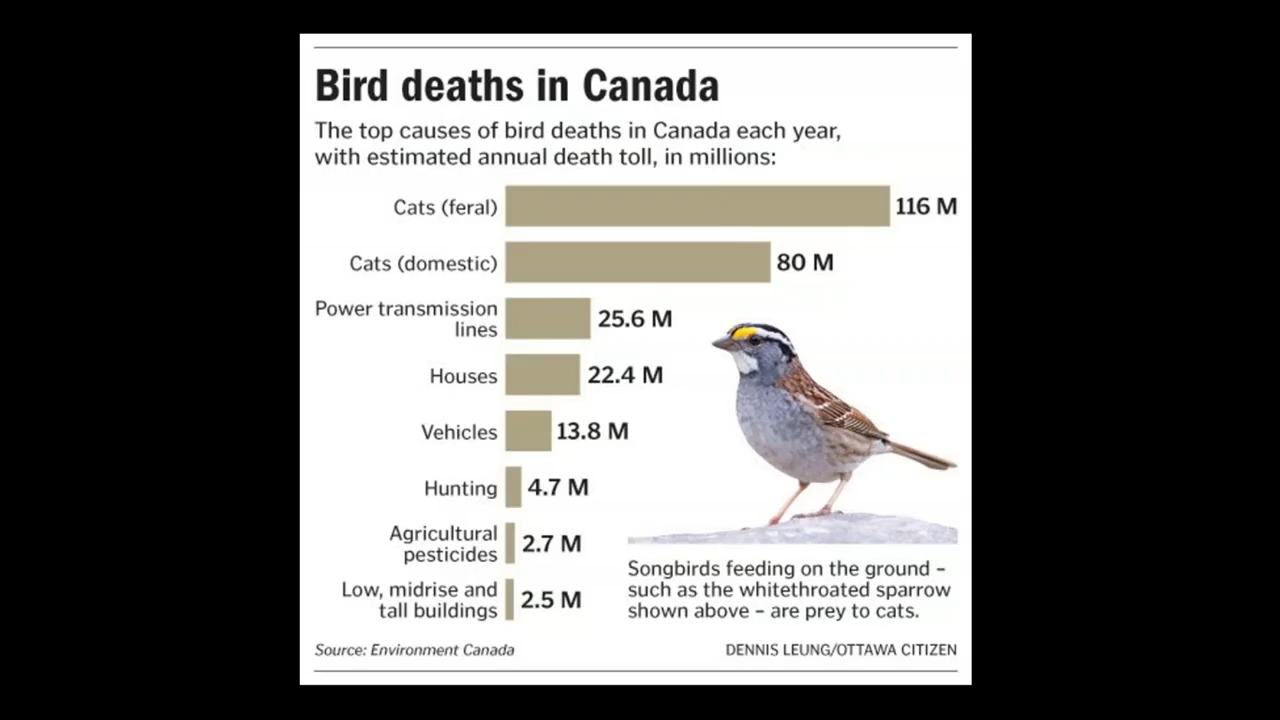 Bird deaths in Canada
The top causes of bird deaths in Canada each year,
with estimated annual death toll, in millions:
Cats (feral) 116 M
Cats (domestic) 80 M
Power transmission
lines 25.6 M
Houses 22.4 M
Vehicles 13.8 M
Hunting 4.7 M
Agricultural
pesticides 2.7 M
Low, midrise and
tall buildings 2.5 M
Songbirds feeding on the ground –
such as the whitethroated sparrow
shown above – are prey to cats.
Source: Environment Canada
DENNIS LEUNG/OTTAWA CITIZEN